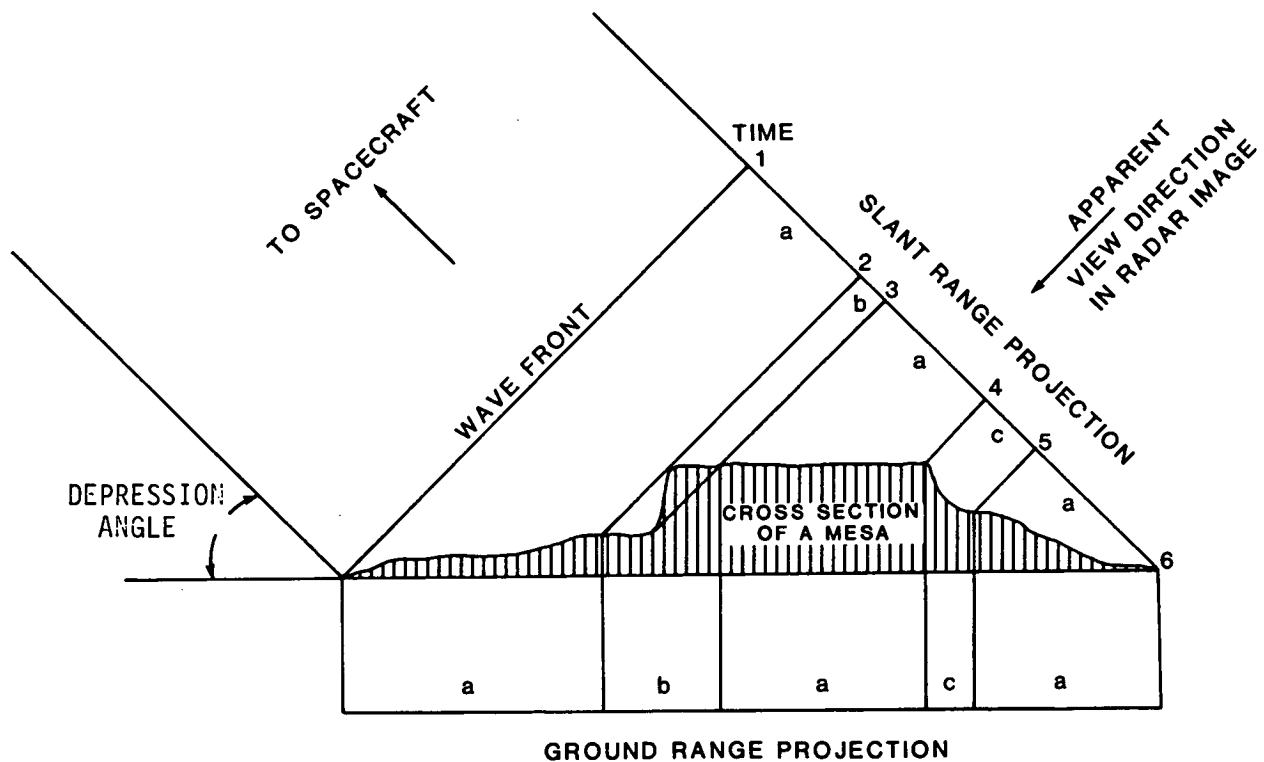 TIME
1
TO SPACECRAFT
APPARENT
VIEW DIRECTION
IN RADAR IMAGE
a
2
b
3
SLANT RANGE PROJECTION
WAVE FRONT
a
4
c
5
DEPRESSION
ANGLE
a
CROSS SECTION
OF A MESA
6
a
b
a
c
a
GROUND RANGE PROJECTION